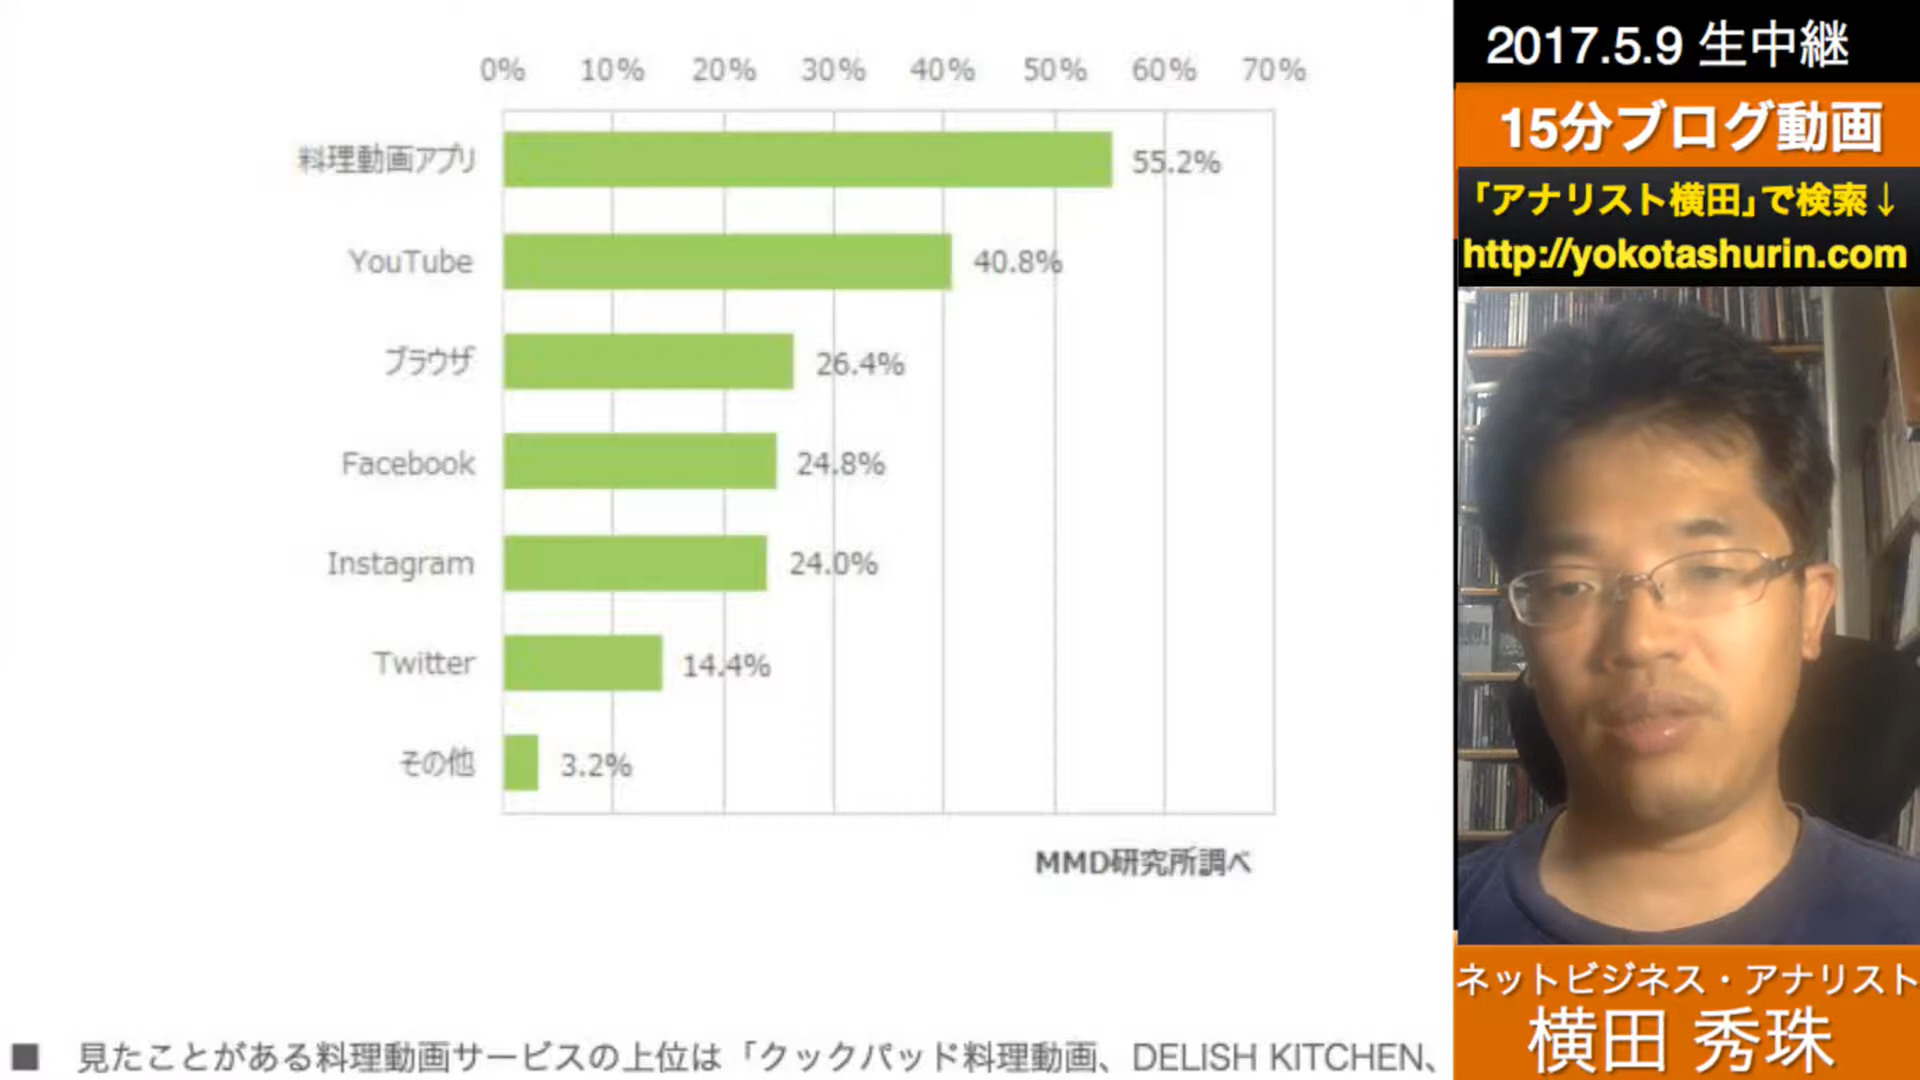 0% 10% 20% 30% 40% 50% 60% 70%
料理動画アプリ 55.2%
YouTube 40.8%
ブラウザ 26.4%
Facebook 24.8%
Instagram 24.0%
Twitter 14.4%
その他 3.2%
MMD研究所調べ
■ 見たことがある料理動画サービスの上位は「クックパッド料理動画、DELISH KITCHEN、
2017.5.9 生中継
15分ブログ動画
「アナリスト横田」で検索↓
http://yokotashurin.com
ネットビジネス・アナリスト
横田 秀珠